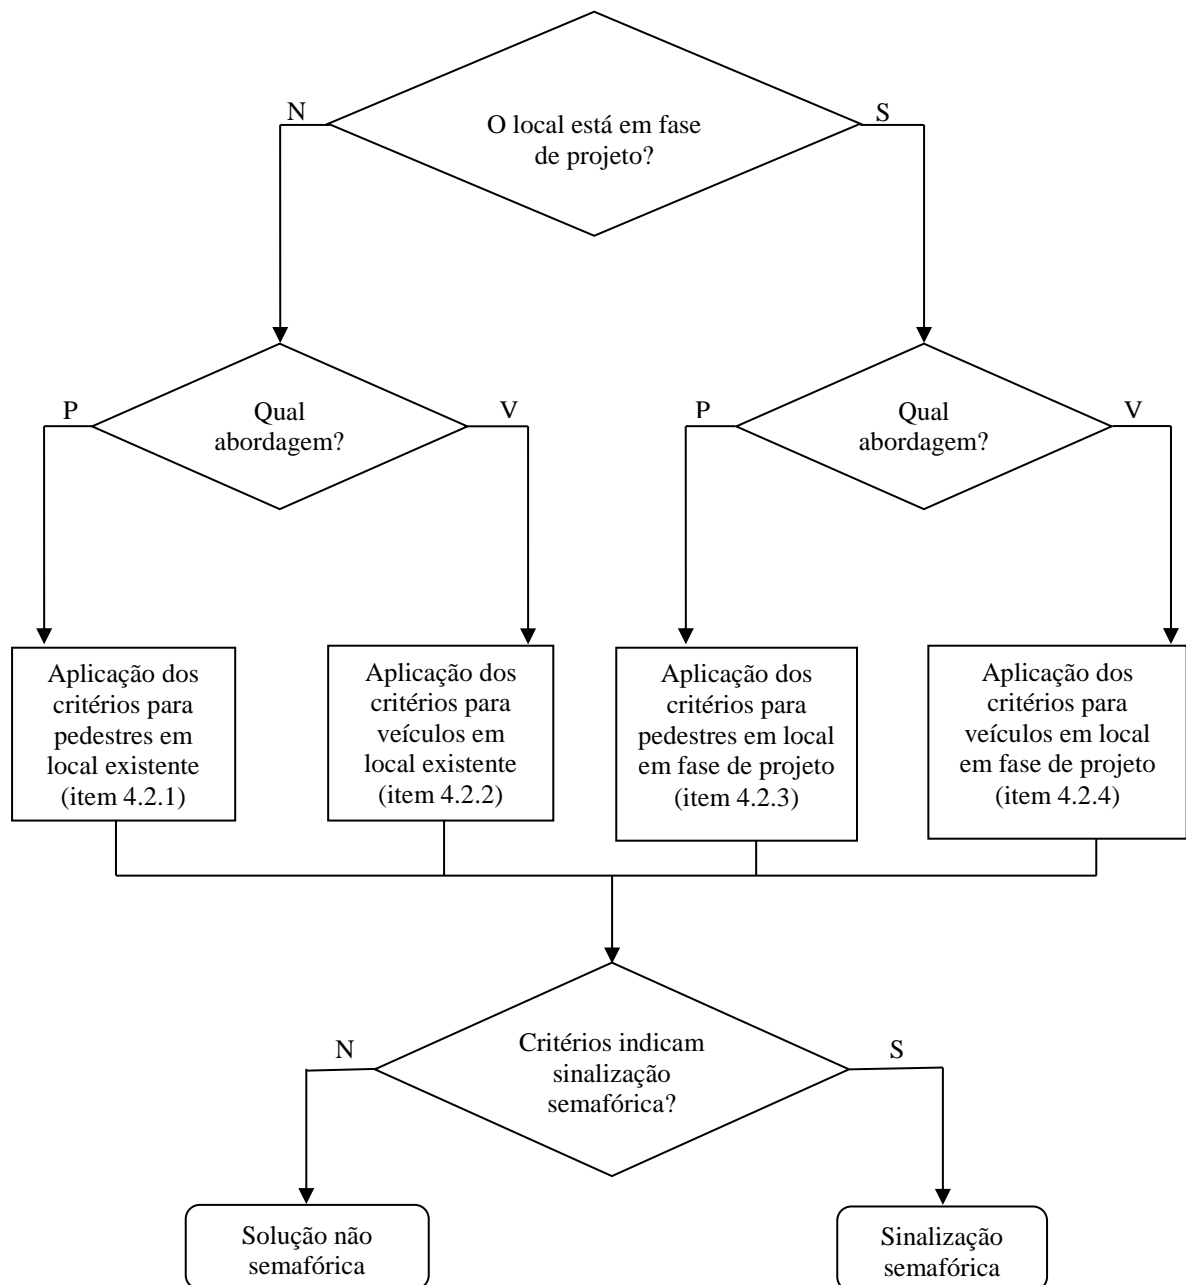 O local está em fase
de projeto?
N
S
Qual
abordagem?
P
V
Qual
abordagem?
P
V
Aplicação dos
critérios para
pedestres em
local existente
(item 4.2.1)
Aplicação dos
critérios para
veículos em
local existente
(item 4.2.2)
Aplicação dos
critérios para
pedestres em local
em fase de projeto
(item 4.2.3)
Aplicação dos
critérios para
veículos em local
em fase de projeto
(item 4.2.4)
Critérios indicam
sinalização
semafórica?
N
S
Solução não
semafórica
Sinalização
semafórica